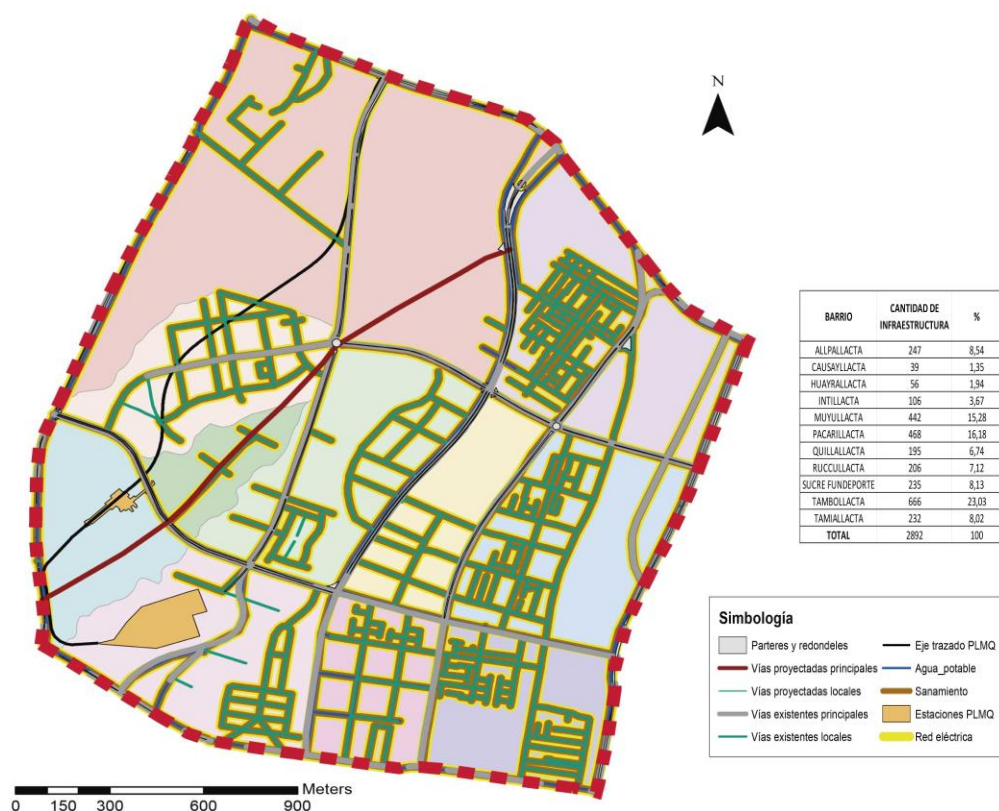 N
BARRIO CANTIDAD DE INFRAESTRUCTURA %
ALLPALLACTA 247 8,54
CAUSAYLLACTA 39 1,35
HUAYRALLACTA 56 1,94
INTILLACTA 106 3,67
MUYULLACTA 442 15,28
PACARILLACTA 468 16,18
QUILLALLACTA 195 6,74
RUCCULLACTA 206 7,12
SUCRE FUNDEPORTE 235 8,13
TAMBOLLACTA 666 23,03
TAMIALLACTA 232 8,02
TOTAL 2892 100
Simbología
Parteres y redondeles
Vías proyectadas principales
Vías proyectadas locales
Vías existentes principales
Vías existentes locales
Eje trazado PLMQ
Agua_potable
Sanamiento
Estaciones PLMQ
Red eléctrica
Meters
0 150 300 600 900